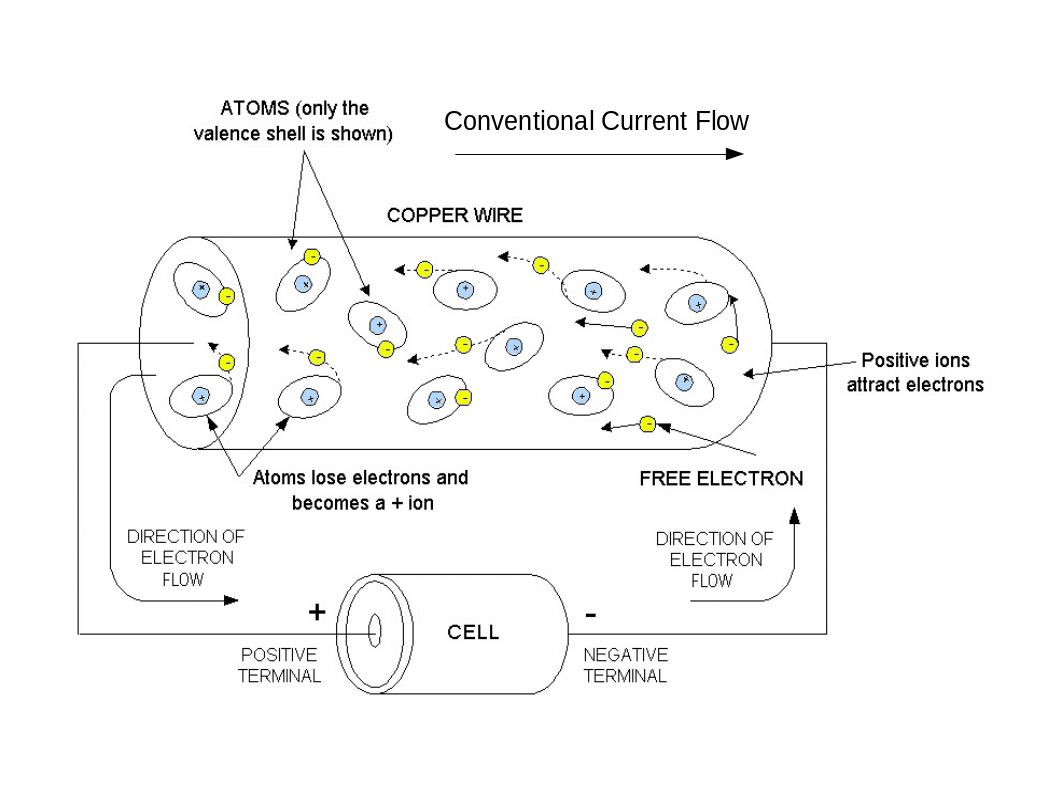 ATOMS (only the
valence shell is shown)
Conventional Current Flow
COPPER WIRE
Positive ions
attract electrons
Atoms lose electrons and
becomes a + ion
FREE ELECTRON
DIRECTION OF
ELECTRON
FLOW
DIRECTION OF
ELECTRON
FLOW
+
-
CELL
POSITIVE
TERMINAL
NEGATIVE
TERMINAL